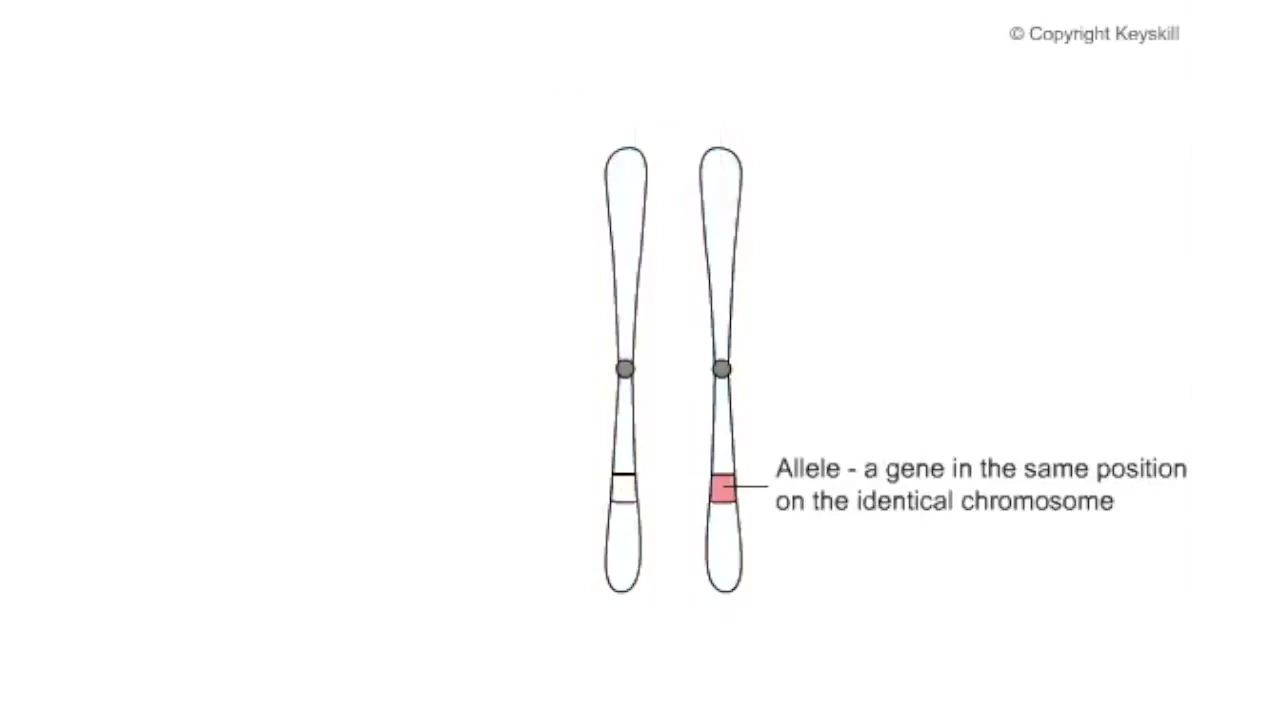 © Copyright Keyskill
Allele - a gene in the same position
on the identical chromosome